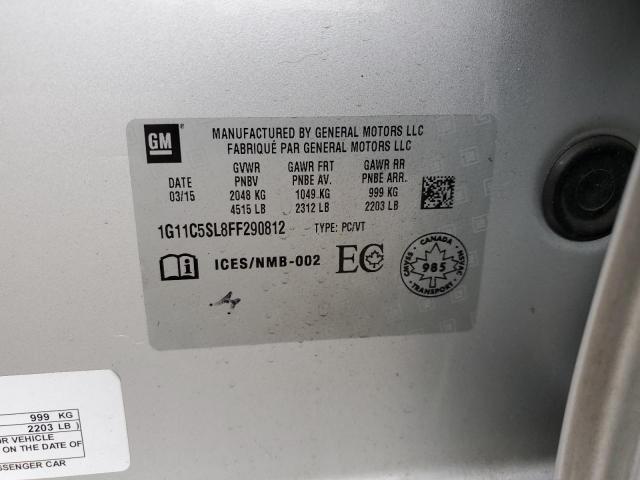 GM
MANUFACTURED BY GENERAL MOTORS LLC
FABRIQUÉ PAR GENERAL MOTORS LLC
GVWR GAWR FRT GAWR RR
DATE PNBV PNBE AV. PNBE ARR.
03/15 2048 KG 1049 KG 999 KG
4515 LB 2312 LB 2203 LB
1G11C5SL8FF290812 TYPE: PC/VT
i ICES/NMB-002 EC
CANADA
CMVSS 985 NSVAC
TRANSPORT
999 KG
2203 LB )
OR VEHICLE
ON THE DATE OF
SSENGER CAR